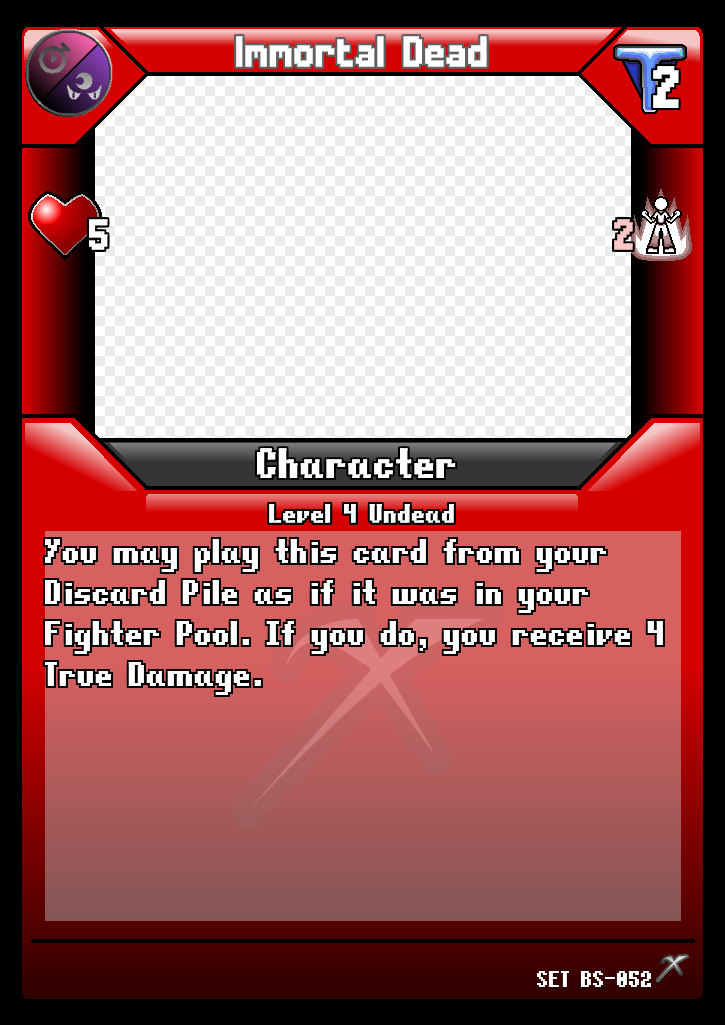 Immortal Dead
2
5
2
Character
Level 4 Undead
You may play this card from your
Discard Pile as if it was in your
Fighter Pool. If you do, you receive 4
True Damage.
SET BS-052